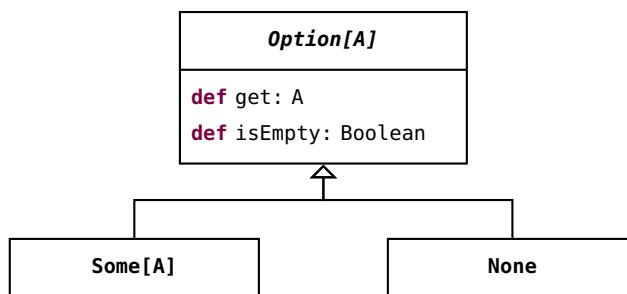 Option[A]
def get: A
def isEmpty: Boolean
Some[A]
None